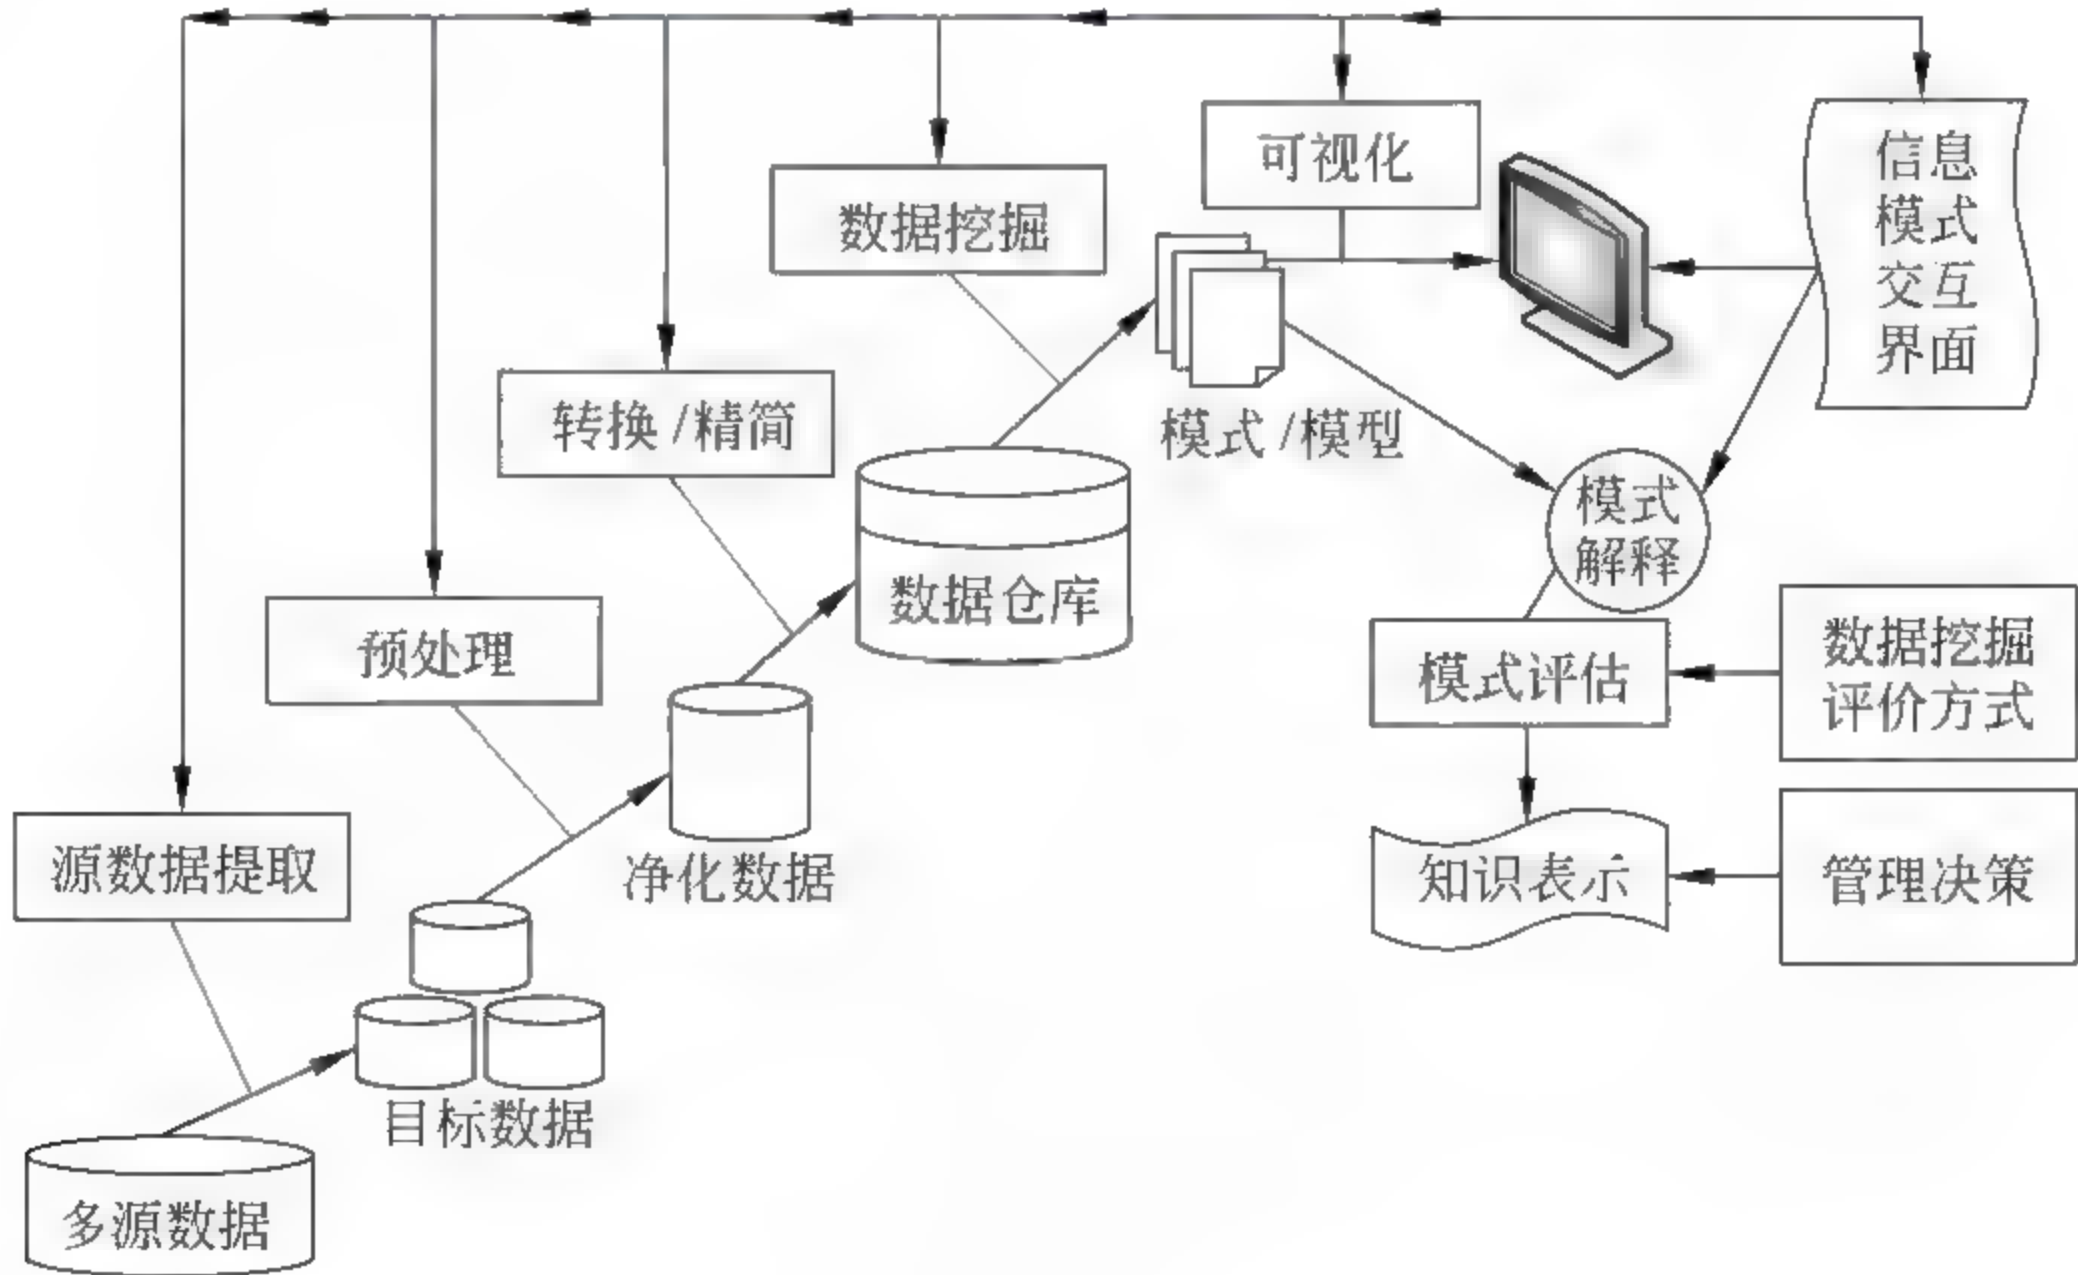 可视化
信息
模式
交互
界面
数据挖掘
转换/精简
模式/模型
模式
解释
数据仓库
预处理
模式评估
数据挖掘
评价方式
源数据提取
净化数据
知识表示
管理决策
目标数据
多源数据